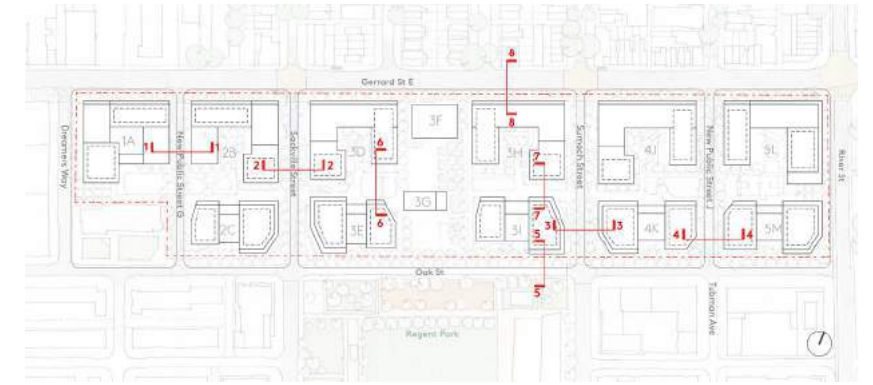 8
Gerrard St E
8
Dreamers Way
1A
1
1
New Public Street G
2B
2
Sackville Street
2
3D
6
3F
3H
7
Sumach Street
4J
New Public Street J
5L
River St
2C
3E
6
3G
3I
7
5
3
3
4K
4
4
5M
Oak St
5
Regent Park
Tubman Ave